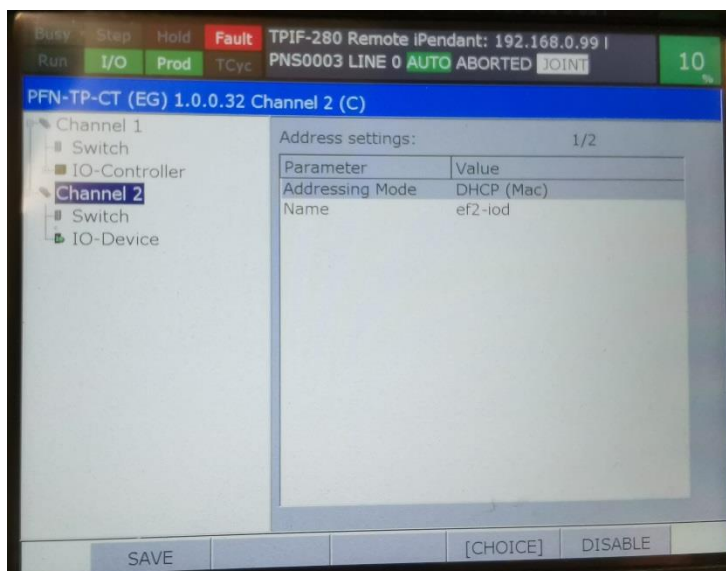 Busy Step Hold Fault TPIF-280 Remote iPendant: 192.168.0.99 I
Run I/O Prod TCyc PNS0003 LINE 0 AUTO ABORTED JOINT 10 %
PFN-TP-CT (EG) 1.0.0.32 Channel 2 (C)
Channel 1
Switch
IO-Controller
Channel 2
Switch
IO-Device
Address settings: 1/2
Parameter Value
Addressing Mode DHCP (Mac)
Name ef2-iod
SAVE [CHOICE] DISABLE